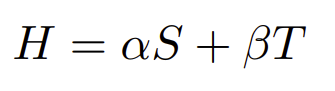 H = αS + βT